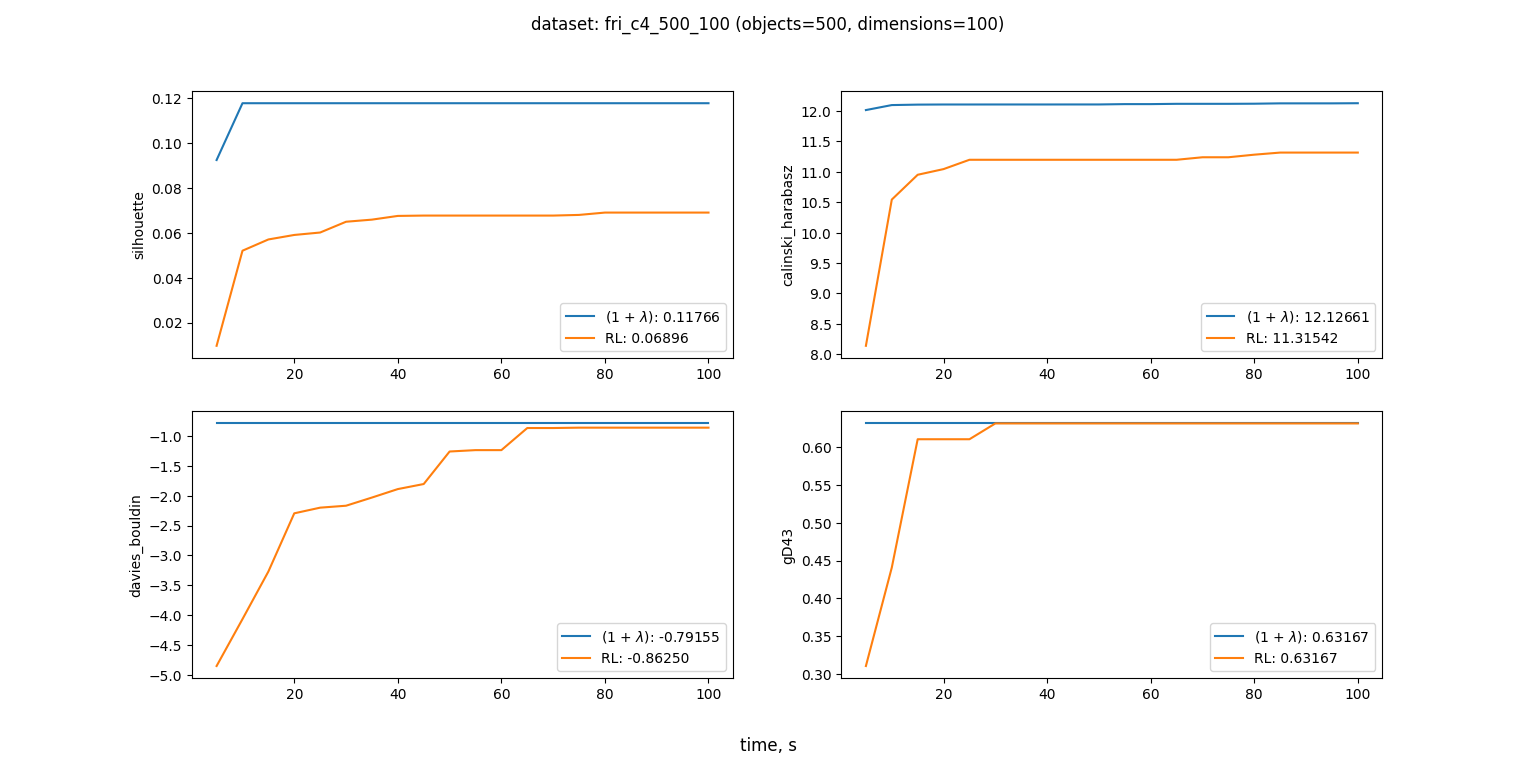 dataset: fri_c4_500_100 (objects=500, dimensions=100)
silhouette
0.12
0.10
0.08
0.06
0.04
0.02
20 40 60 80 100
(1 + λ): 0.11766
RL: 0.06896
calinski_harabasz
12.0
11.5
11.0
10.5
10.0
9.5
9.0
8.5
8.0
20 40 60 80 100
(1 + λ): 12.12661
RL: 11.31542
davies_bouldin
−1.0
−1.5
−2.0
−2.5
−3.0
−3.5
−4.0
−4.5
−5.0
20 40 60 80 100
(1 + λ): -0.79155
RL: -0.86250
gD43
0.60
0.55
0.50
0.45
0.40
0.35
0.30
20 40 60 80 100
(1 + λ): 0.63167
RL: 0.63167
time, s